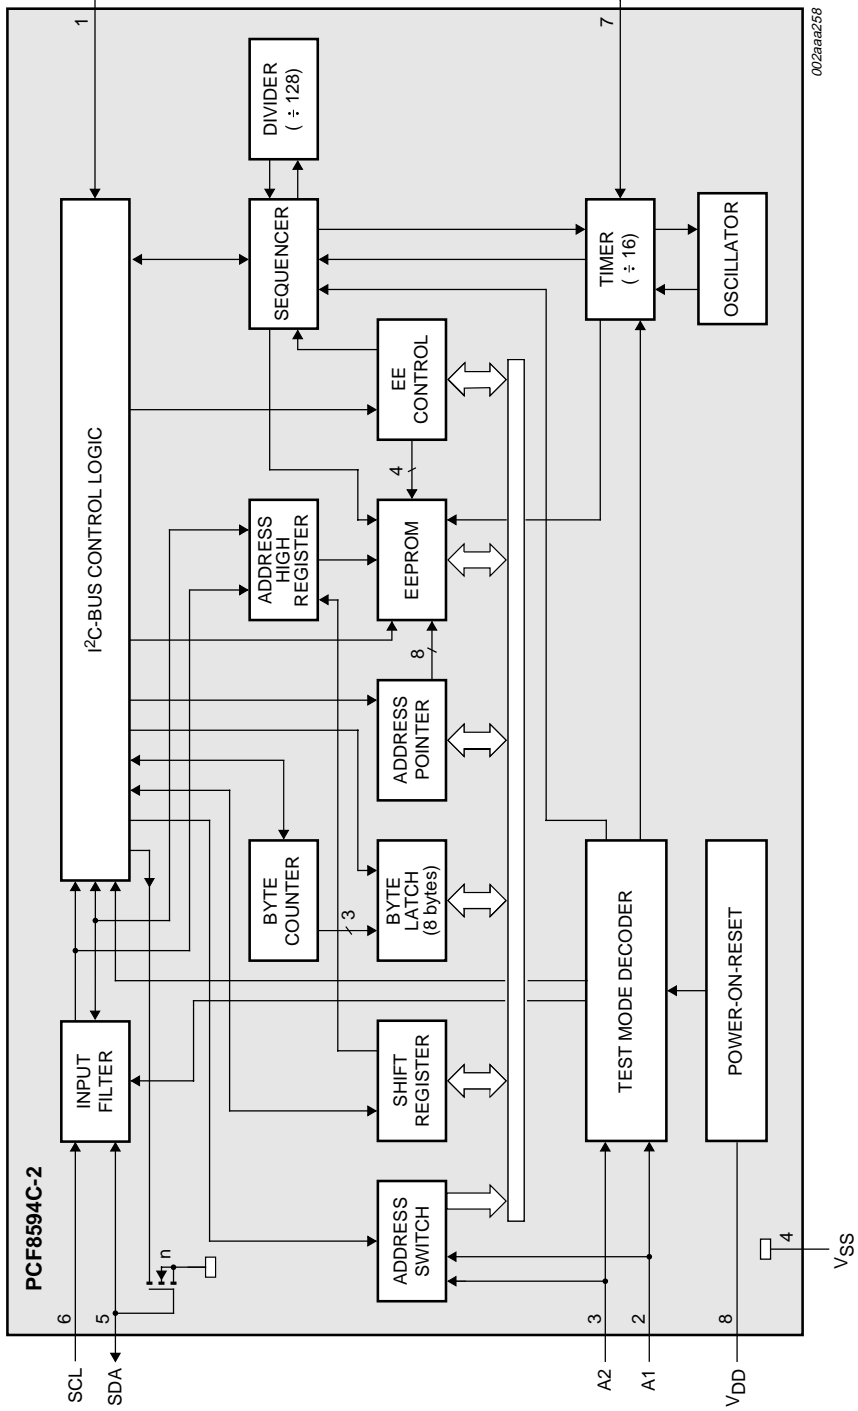 PCF8594C-2
SCL
6
SDA
5
n
INPUT
FILTER
I²C-BUS CONTROL LOGIC
1
BYTE
COUNTER
3
ADDRESS
HIGH
REGISTER
SEQUENCER
DIVIDER
( ÷ 128)
ADDRESS
SWITCH
SHIFT
REGISTER
BYTE
LATCH
(8 bytes)
ADDRESS
POINTER
8
EEPROM
4
EE
CONTROL
A2
3
A1
2
TEST MODE DECODER
TIMER
( ÷ 16)
7
VDD
8
POWER-ON-RESET
OSCILLATOR
4
VSS
002aaa258